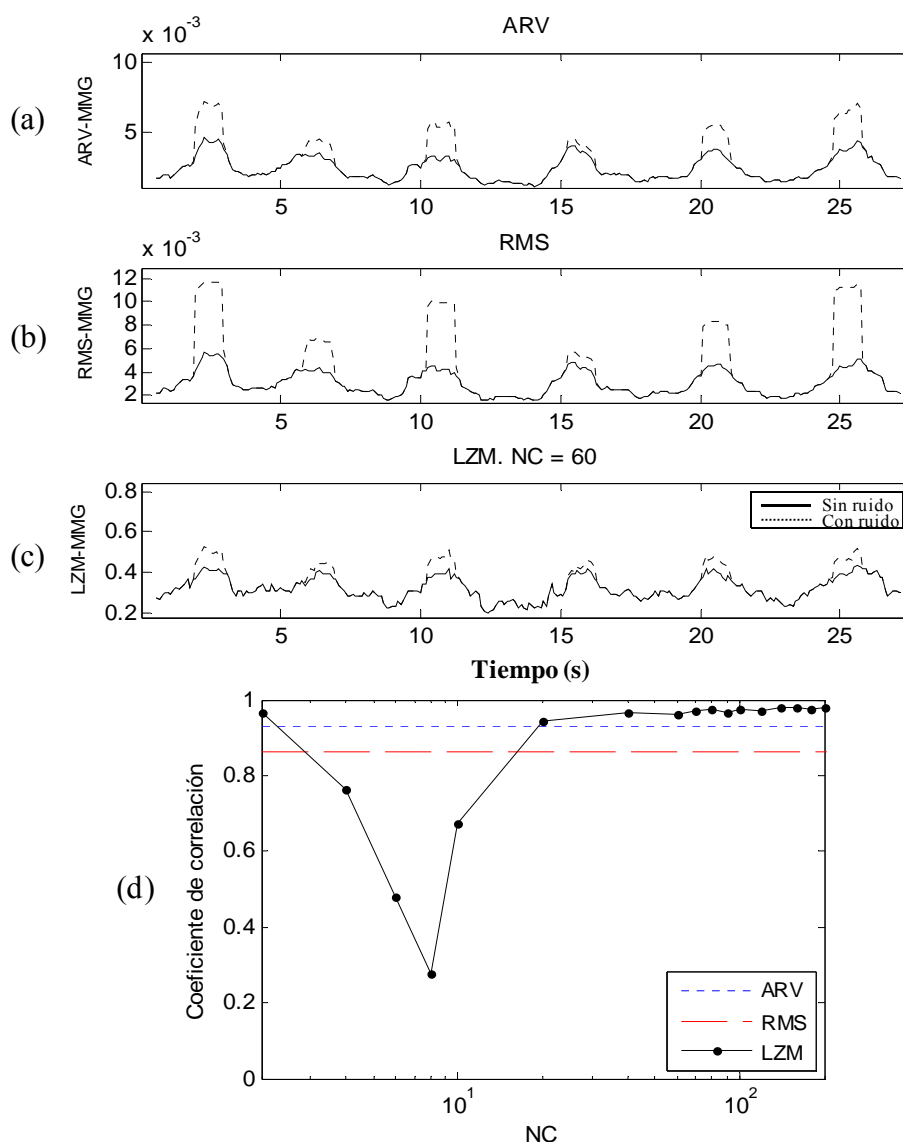 x 10-3
ARV
(a)
ARV-MMG
10
5
5 10 15 20 25
x 10-3
RMS
(b)
RMS-MMG
12
10
8
6
4
2
5 10 15 20 25
LZM. NC = 60
(c)
LZM-MMG
0.8
0.6
0.4
0.2
Sin ruido
Con ruido
5 10 15 20 25
Tiempo (s)
(d)
Coeficiente de correlación
1
0.8
0.6
0.4
0.2
0
ARV
RMS
LZM
10^1 10^2
NC